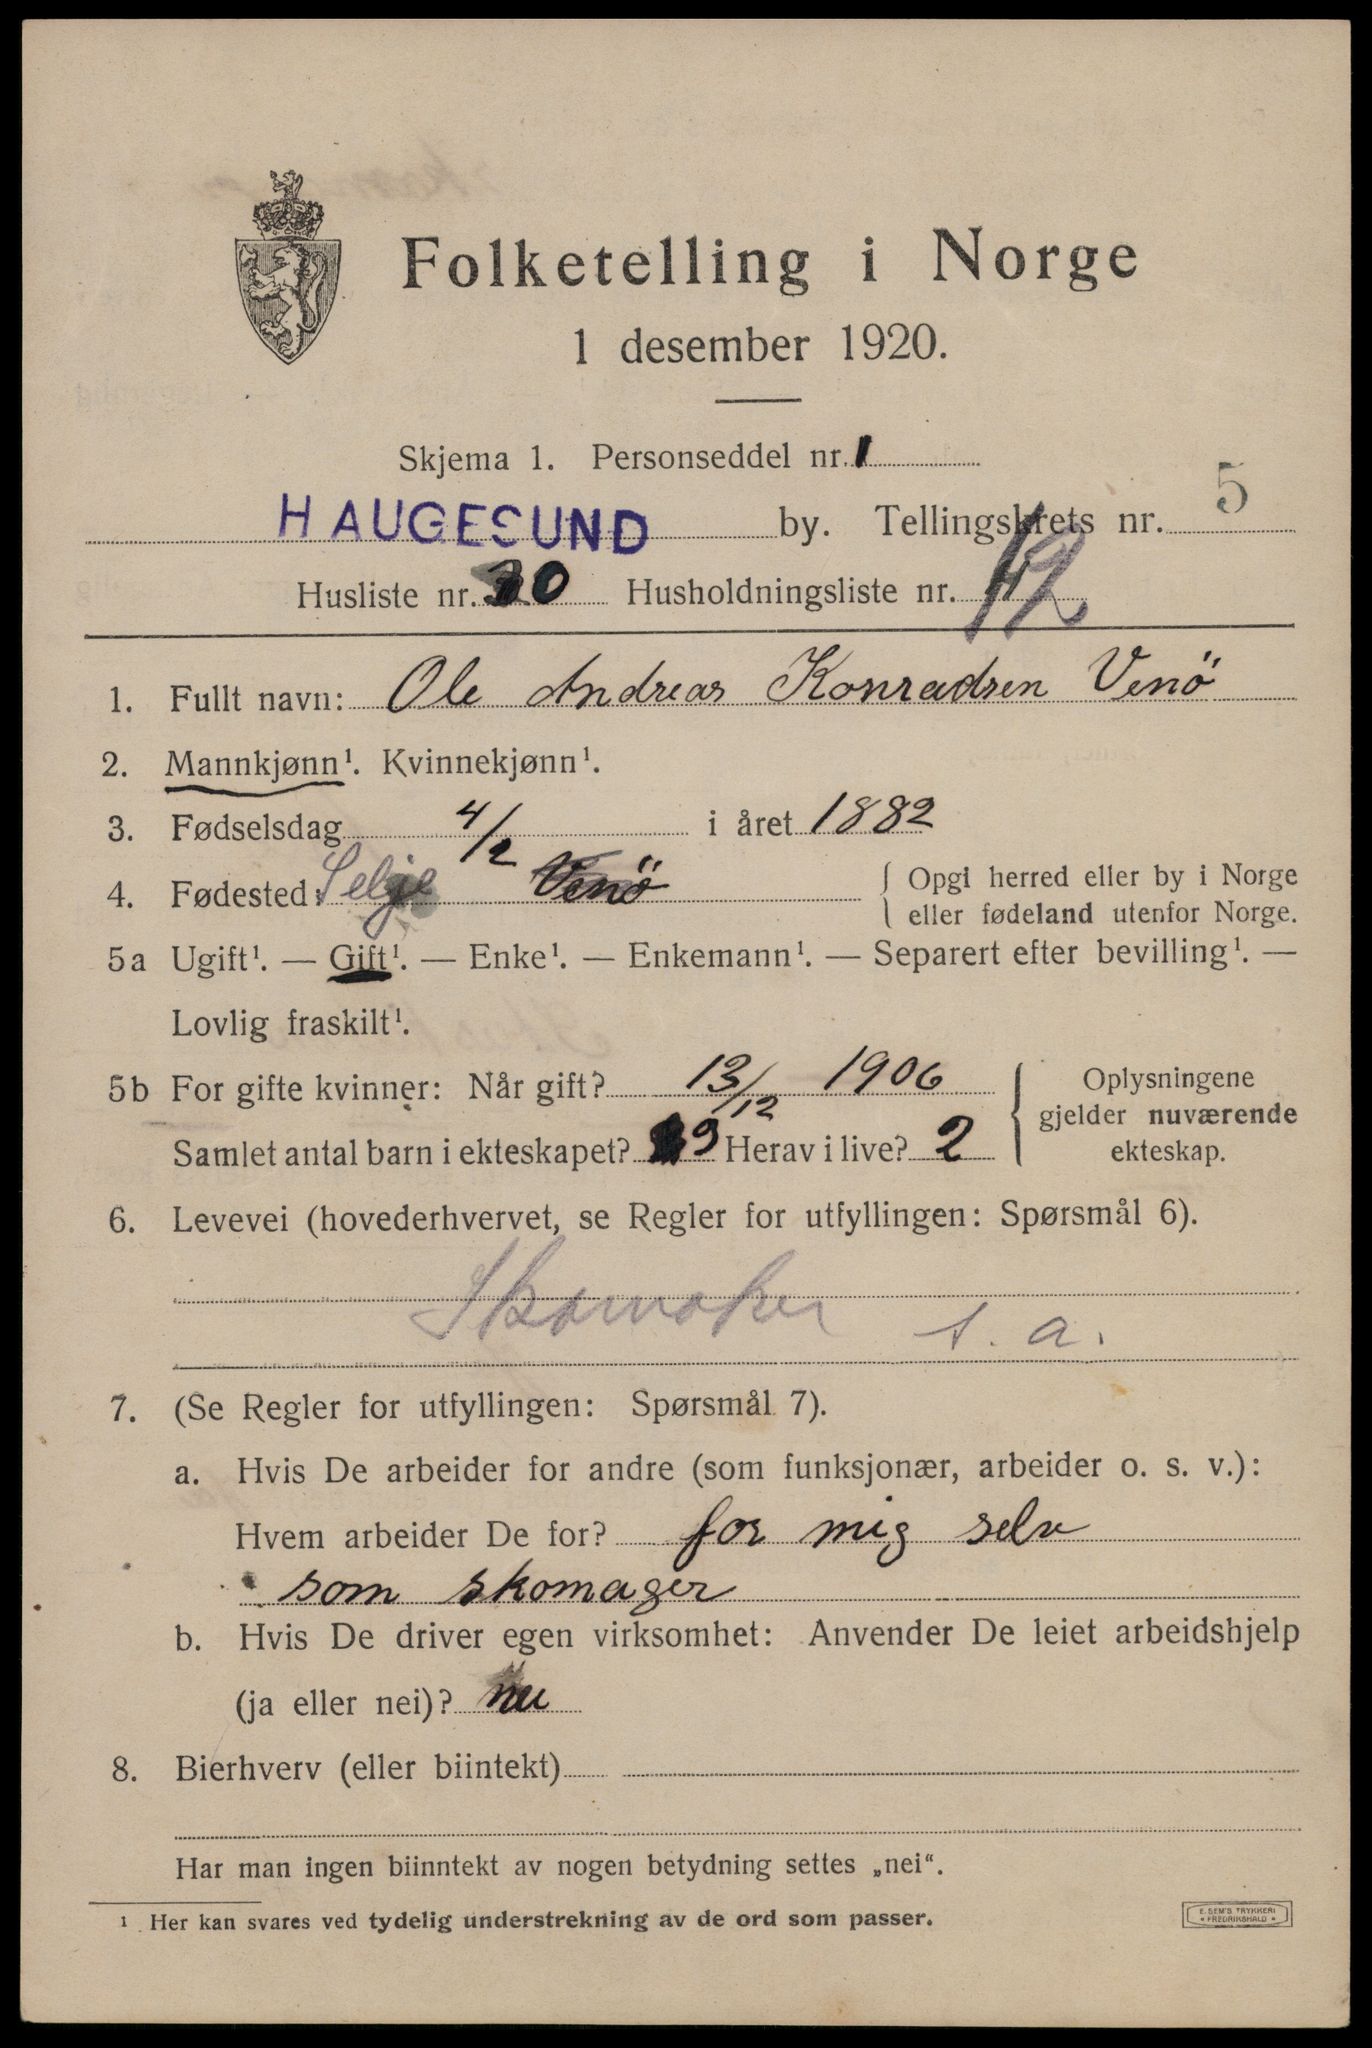 Folketelling i Norge
1 desember 1920.
Skjema 1. Personseddel nr. 1
HAUGESUND by. Tellingskrets nr. 5
Husliste nr. 30 Husholdningsliste nr. 12
1. Fullt navn: Ole Andreas Konradsen Venö
2. Mannkjønn¹. Kvinnekjønn¹.
3. Fødselsdag 4/2 i året 1882
4. Fødested: Selje Venö { Opgi herred eller by i Norge
eller fødeland utenfor Norge.
5a Ugift¹. — Gift¹. — Enke¹. — Enkemann¹. — Separert efter bevilling¹. —
Lovlig fraskilt¹.
5b For gifte kvinner: Når gift? 13/12 1906 { Oplysningene
gjelder nuværende
ekteskap.
Samlet antal barn i ekteskapet? 3 Herav i live? 2
6. Levevei (hovederhvervet, se Regler for utfyllingen: Spørsmål 6).
Skomaker s. a.
7. (Se Regler for utfyllingen: Spørsmål 7).
a. Hvis De arbeider for andre (som funksjonær, arbeider o. s. v.):
Hvem arbeider De for? for mig selv
som skomager
b. Hvis De driver egen virksomhet: Anvender De leiet arbeidshjelp
(ja eller nei)? nei
8. Bierhverv (eller biintekt)
Har man ingen biinntekt av nogen betydning settes „nei“.
¹ Her kan svares ved tydelig understrekning av de ord som passer.
E. SEM'S TRYKKERI
FREDRIKSHALD